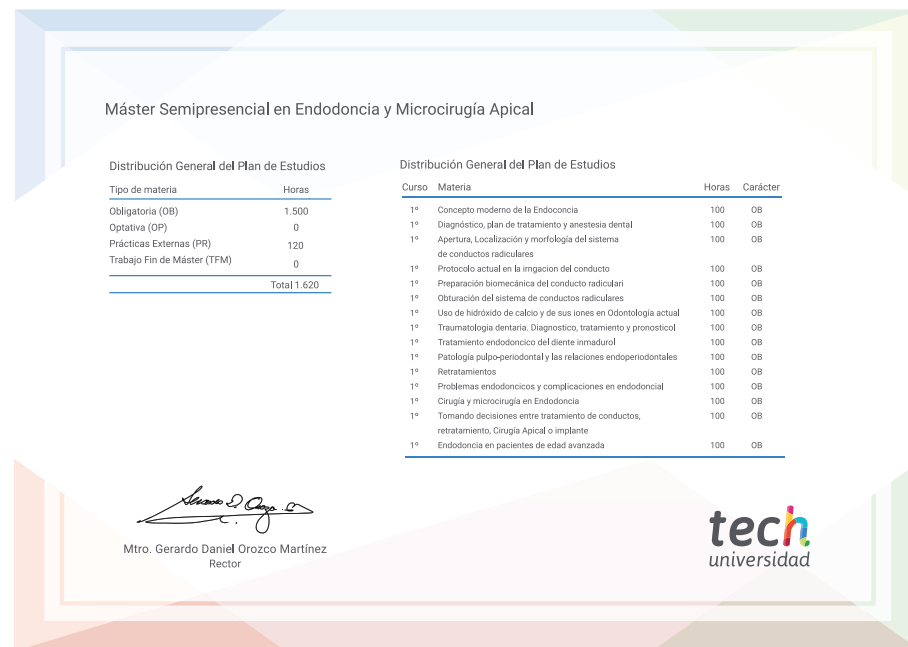 Máster Semipresencial en Endodoncia y Microcirugía Apical
Distribución General del Plan de Estudios
Tipo de materia Horas
Obligatoria (OB) 1.500
Optativa (OP) 0
Prácticas Externas (PR) 120
Trabajo Fin de Máster (TFM) 0
Total 1.620
Distribución General del Plan de Estudios
Curso Materia Horas Carácter
1º Concepto moderno de la Endoconcia 100 OB
1º Diagnóstico, plan de tratamiento y anestesia dental 100 OB
1º Apertura, Localización y morfología del sistema 100 OB
de conductos radiculares
1º Protocolo actual en la irrngacion del conducto 100 OB
1º Preparación biomecánica del conducto radiculari 100 OB
1º Obturación del sistema de conductos radiculares 100 OB
1º Uso de hidróxido de calcio y de sus iones en Odontología actual 100 OB
1º Traumatologia dentaria. Diagnostico, tratamiento y pronosticol 100 OB
1º Tratamiento endodoncico del diente inmadurol 100 OB
1º Patología pulpo-periodontal y las relaciones endoperiodontales 100 OB
1º Retratamientos 100 OB
1º Problemas endodoncicos y complicaciones en endodoncial 100 OB
1º Cirugía y microcirugía en Endodoncia 100 OB
1º Tomando decisiones entre tratamiento de conductos, 100 OB
retratamiento, Cirugía Apical o implante
1º Endodoncia en pacientes de edad avanzada 100 OB
Mtro. Gerardo Daniel Orozco Martínez
Rector
tech
universidad